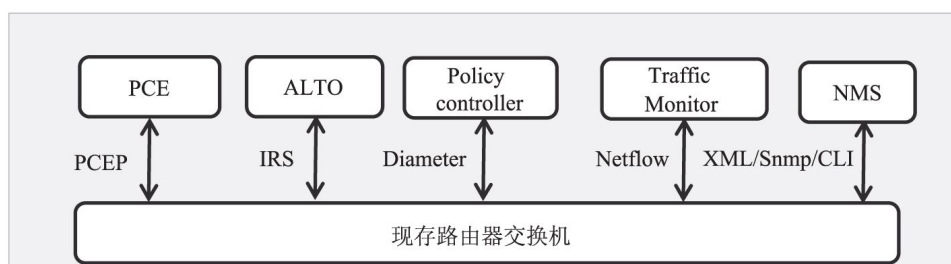 PCE
ALTO
Policy
controller
Traffic
Monitor
NMS
PCEP
IRS
Diameter
Netflow
XML/Snmp/CLI
现存路由器交换机